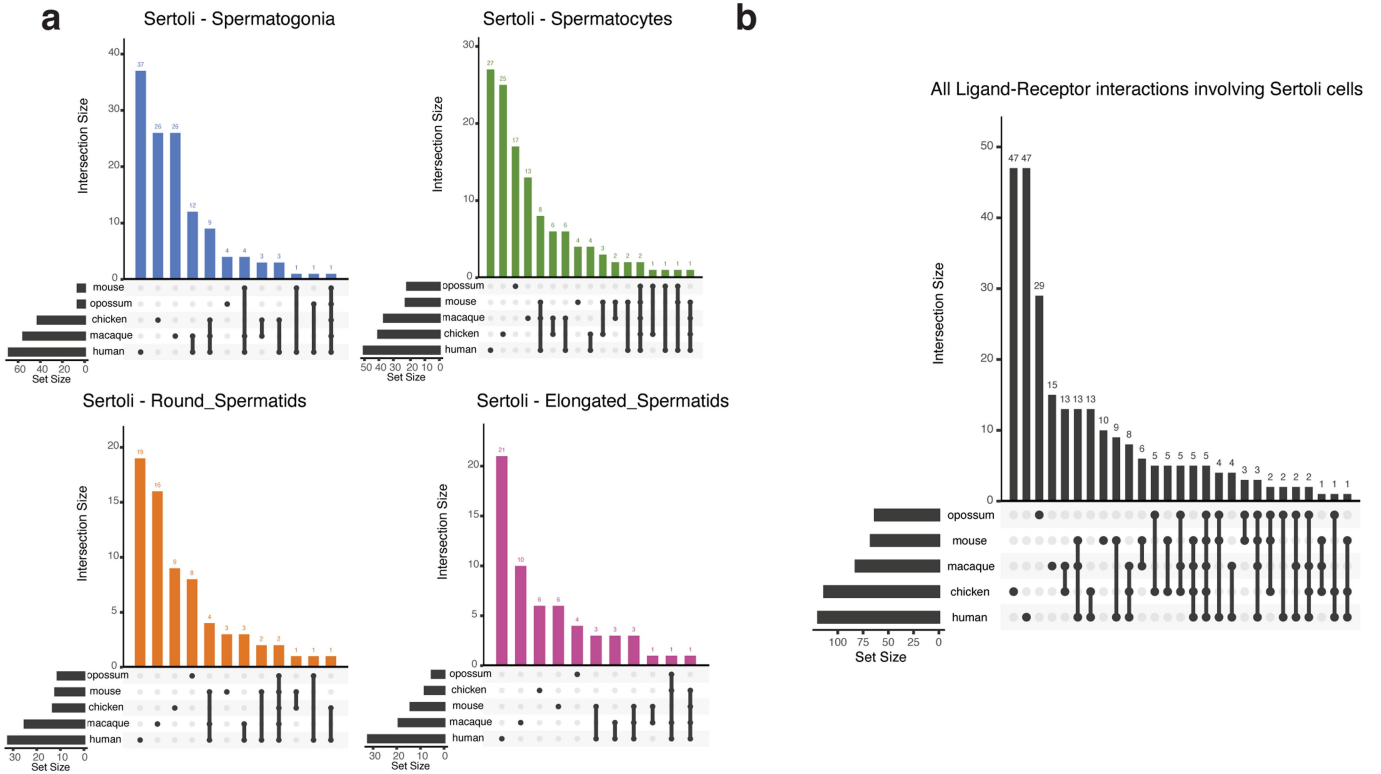 a
Sertoli - Spermatogonia
Intersection Size
40
30
20
10
0
37
26
26
12
9
4
4
3
3
1
1
1
mouse
opossum
chicken
macaque
human
60 40 20 0
Set Size
Sertoli - Spermatocytes
Intersection Size
30
20
10
0
27
25
17
13
8
6
6
4
4
3
2
2
2
1
1
1
1
opossum
mouse
macaque
chicken
human
50 40 30 20 10 0
Set Size
Sertoli - Round_Spermatids
Intersection Size
20
15
10
5
0
19
16
9
8
4
3
3
2
2
1
1
1
opossum
mouse
chicken
macaque
human
30 20 10 0
Set Size
Sertoli - Elongated_Spermatids
Intersection Size
20
15
10
5
0
21
10
6
6
4
3
3
3
1
1
1
opossum
chicken
mouse
macaque
human
30 20 10 0
Set Size
b
All Ligand-Receptor interactions involving Sertoli cells
Intersection Size
50
40
30
20
10
0
47 47
29
15
13 13 13
10
9
8
6
5 5 5 5 5
4 4
3 3
2 2 2 2
1 1 1
opossum
mouse
macaque
chicken
human
100 75 50 25 0
Set Size